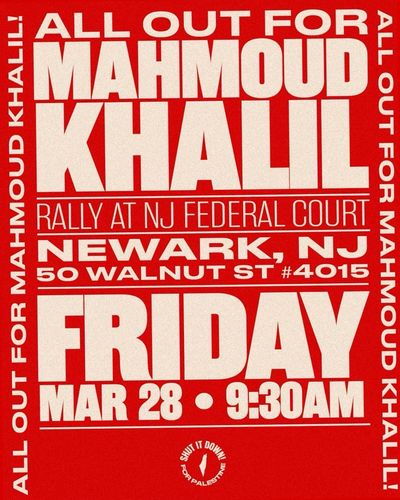 ALL OUT FOR
MAHMOUD
KHALIL
RALLY AT NJ FEDERAL COURT
NEWARK, NJ
50 WALNUT ST #4015
FRIDAY
MAR 28 • 9:30AM
ALL OUT FOR MAHMOUD KHALIL!
ALL OUT FOR MAHMOUD KHALIL!
SHUT IT DOWN!
FOR PALESTINE